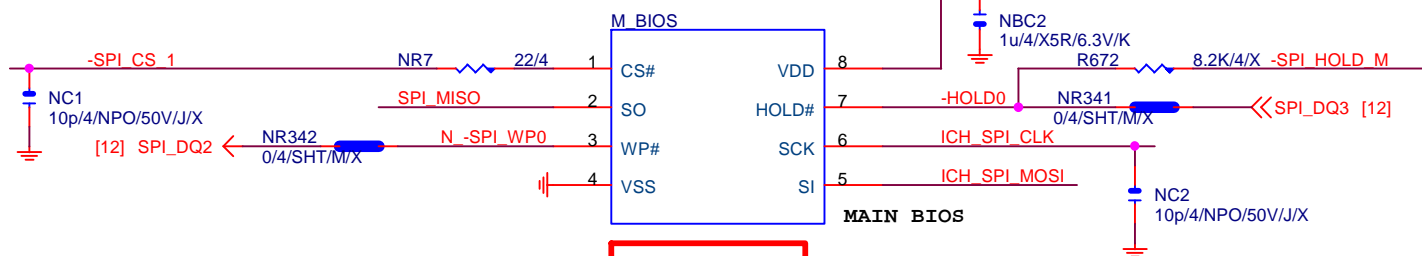 M_BIOS
NBC2
1u/4/X5R/6.3V/K
-SPI_CS_1 NR7 22/4 1 CS# VDD 8 R672 8.2K/4/X -SPI_HOLD_M
NC1
10p/4/NPO/50V/J/X
SPI_MISO 2 SO HOLD# 7 -HOLD0 NR341 SPI_DQ3 [12]
0/4/SHT/M/X
[12] SPI_DQ2 NR342 N_-SPI_WP0 3 WP# SCK 6 ICH_SPI_CLK
0/4/SHT/M/X
4 VSS SI 5 ICH_SPI_MOSI
NC2
10p/4/NPO/50V/J/X
MAIN BIOS